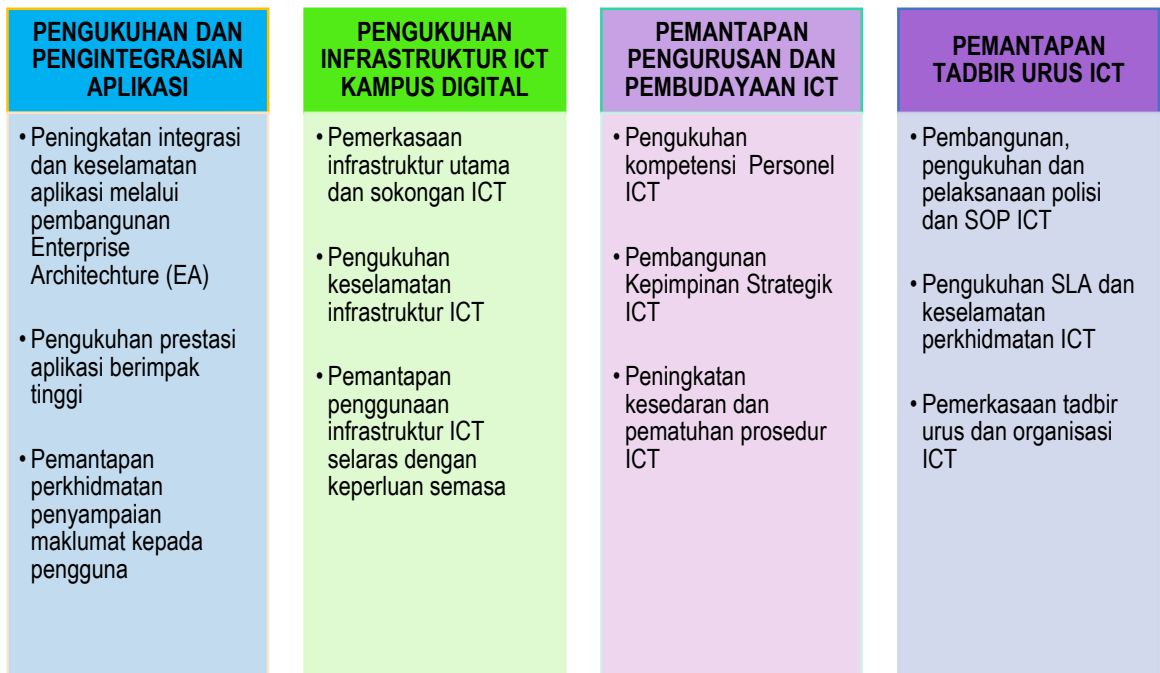 PENGUKUHAN DAN
PENGINTEGRASIAN
APLIKASI
• Peningkatan integrasi
dan keselamatan
aplikasi melalui
pembangunan
Enterprise
Architechture (EA)
• Pengukuhan prestasi
aplikasi berimpak
tinggi
• Pemantapan
perkhidmatan
penyampaian
maklumat kepada
pengguna
PENGUKUHAN
INFRASTRUKTUR ICT
KAMPUS DIGITAL
• Pemerkasaan
infrastruktur utama
dan sokongan ICT
• Pengukuhan
keselamatan
infrastruktur ICT
• Pemantapan
penggunaan
infrastruktur ICT
selaras dengan
keperluan semasa
PEMANTAPAN
PENGURUSAN DAN
PEMBUDAYAAN ICT
• Pengukuhan
kompetensi Personel
ICT
• Pembangunan
Kepimpinan Strategik
ICT
• Peningkatan
kesedaran dan
pematuhan prosedur
ICT
PEMANTAPAN
TADBIR URUS ICT
• Pembangunan,
pengukuhan dan
pelaksanaan polisi
dan SOP ICT
• Pengukuhan SLA dan
keselamatan
perkhidmatan ICT
• Pemerkasaan tadbir
urus dan organisasi
ICT